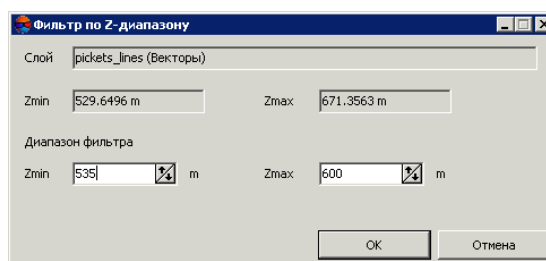 Фильтр по Z-диапазону
Слой pickets_lines (Векторы)
Zmin 529.6496 m Zmax 671.3563 m
Диапазон фильтра
Zmin 535 m Zmax 600 m
OK Отмена